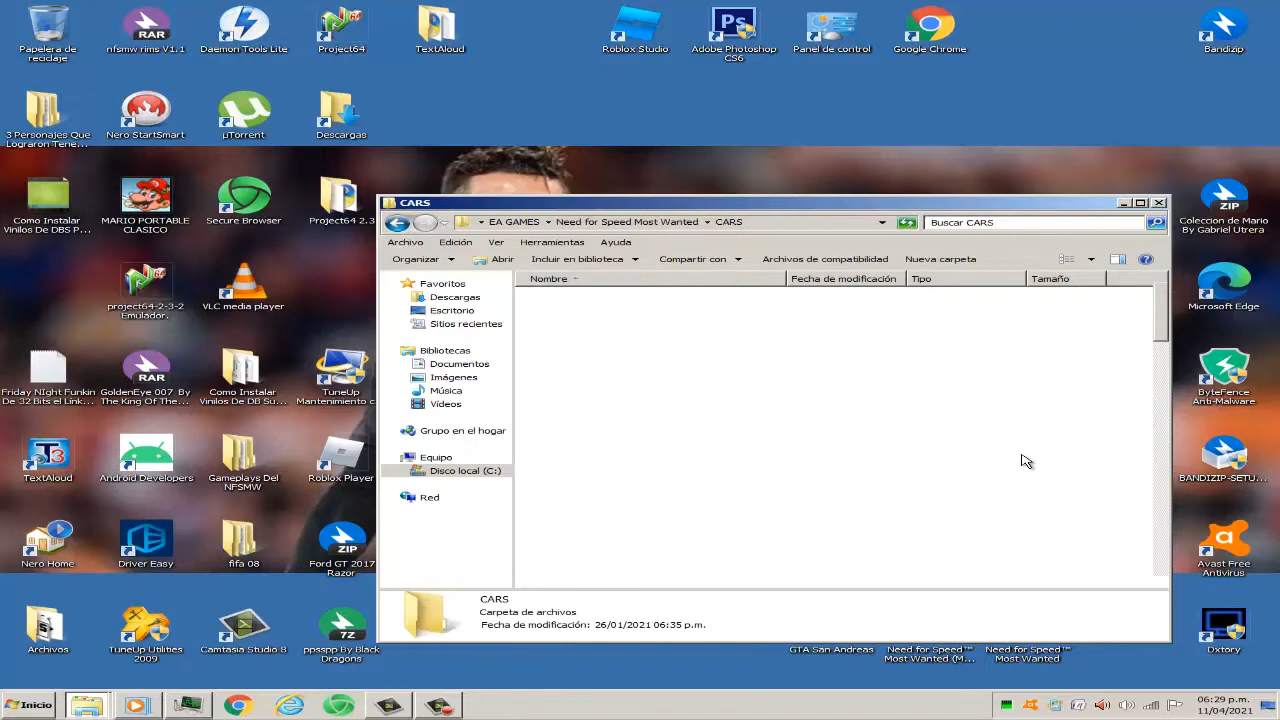 Papelera de
reciclaje
nfsmw rims V1.1
Daemon Tools Lite
Project64
TextAloud
Roblox Studio
Adobe Photoshop
CS6
Panel de control
Google Chrome
Bandizip
3 Personajes Que
Lograron Tene...
Nero StartSmart
µTorrent
Descargas
Como Instalar
Vinilos De DB5 P...
MARIO PORTABLE
CLASICO
Secure Browser
Project64 2.3...
Coleccion de Mario
By Gabriel Utrera
project64-2-3-2
Emulador.
VLC media player
Microsoft Edge
Friday NIght Funkin
De 32 Bits el Link...
GoldenEye 007 By
The King Of The...
Como Instalar
Vinilos De DB Su...
TuneUp
Mantenimiento c...
ByteFence
Anti-Malware
TextAloud
Android Developers
Gameplays Del
NFSMW
Roblox Player
BANDIZIP-SETU...
Nero Home
Driver Easy
fifa 08
Ford GT 2017
Razor
Avast Free
Antivirus
Archivos
TuneUp Utilities
2009
Camtasia Studio 8
ppsspp By Black
Dragons
GTA San Andreas
Need for Speed™
Most Wanted (M...
Need for Speed™
Most Wanted
Dxtory
CARS
EA GAMES
Need for Speed Most Wanted
CARS
Buscar CARS
Archivo Edición Ver Herramientas Ayuda
Organizar Abrir Incluir en biblioteca Compartir con Archivos de compatibilidad Nueva carpeta
Nombre Fecha de modificación Tipo Tamaño
Favoritos
Descargas
Escritorio
Sitios recientes
Bibliotecas
Documentos
Imágenes
Música
Vídeos
Grupo en el hogar
Equipo
Disco local (C:)
Red
CARS
Carpeta de archivos
Fecha de modificación: 26/01/2021 06:35 p.m.
Inicio
06:29 p.m.
11/04/2021